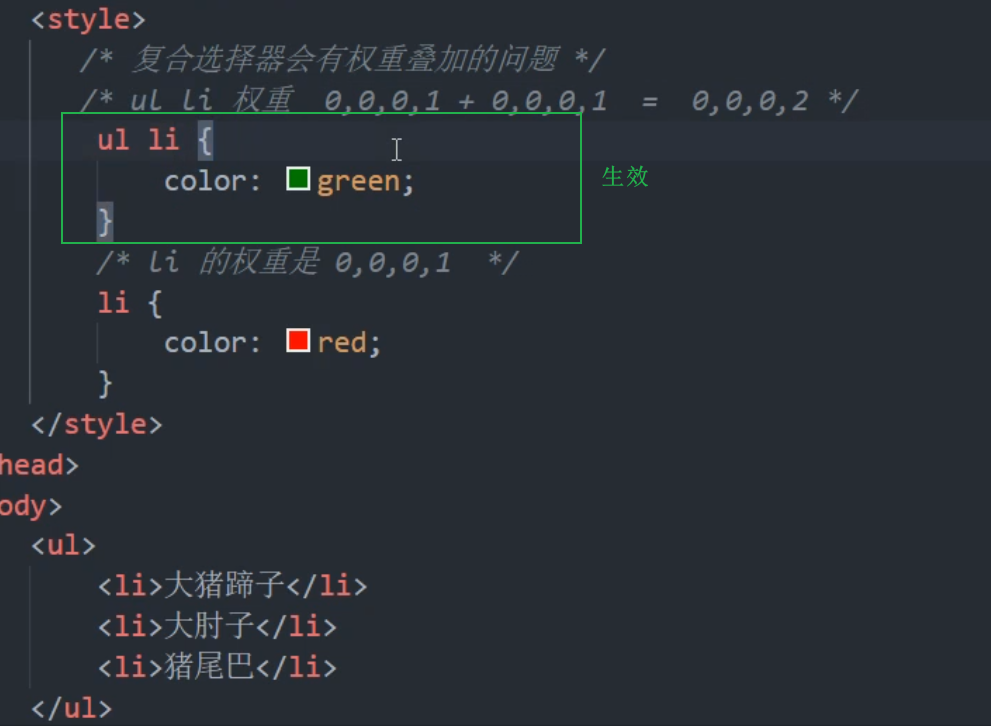 <style>
/* 复合选择器会有权重叠加的问题 */
/* ul li 权重  0,0,0,1 + 0,0,0,1  =  0,0,0,2 */
ul li {
color: green;
生效
}
/* li 的权重是 0,0,0,1  */
li {
color: red;
}
</style>
head>
ody>
<ul>
<li>大猪蹄子</li>
<li>大肘子</li>
<li>猪尾巴</li>
</ul>